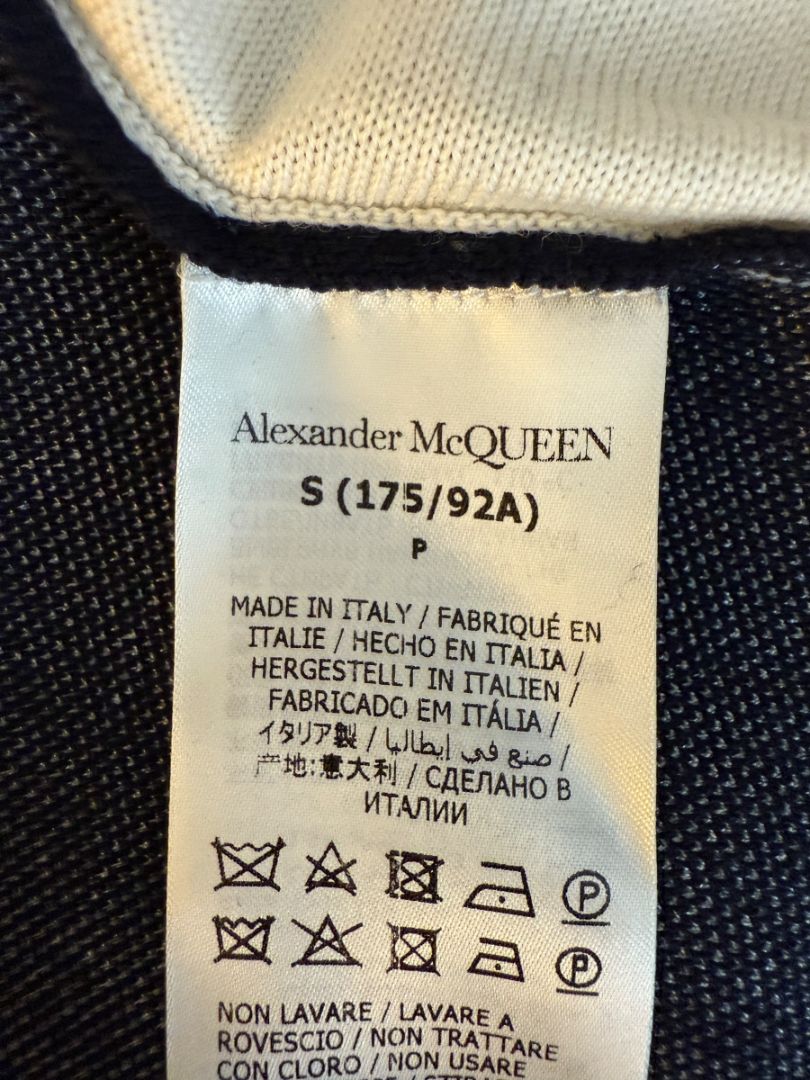 Alexander McQUEEN
S (175/92A)
P
MADE IN ITALY / FABRIQUÉ EN
ITALIE / HECHO EN ITALIA /
HERGESTELLT IN ITALIEN /
FABRICADO EM ITÁLIA /
イタリア製 / صنع في إيطاليا /
产地:意大利 / СДЕЛАНО В
ИТАЛИИ
P
P
NON LAVARE / LAVARE A
ROVESCIO / NON TRATTARE
CON CLORO / NON USARE